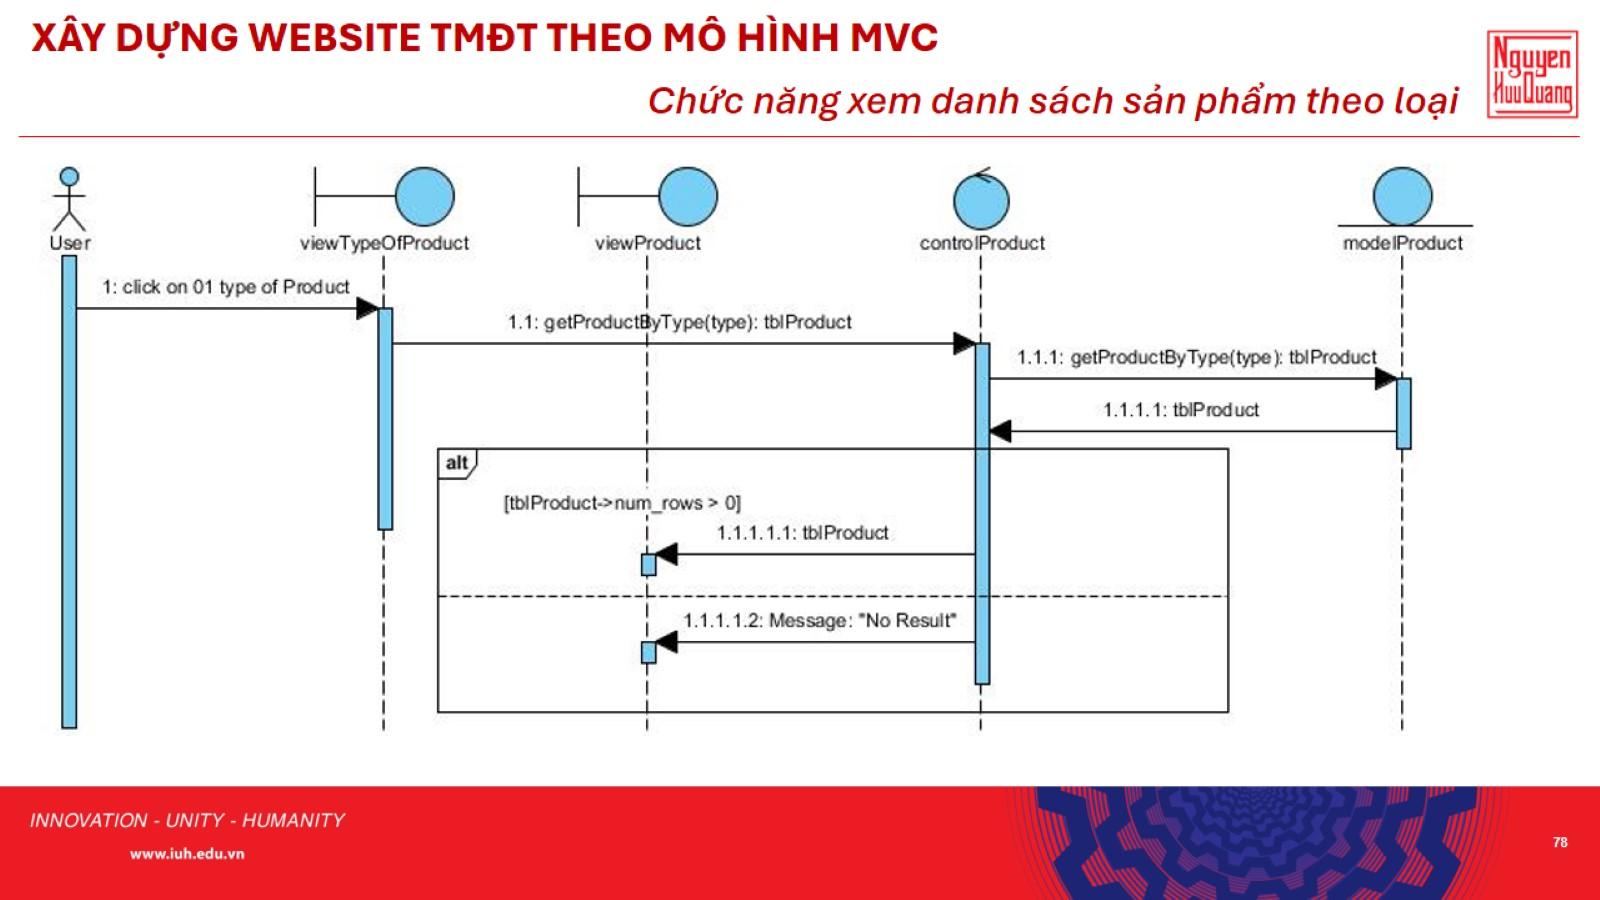 XÂY DỰNG WEBSITE TMĐT THEO MÔ HÌNH MVC
Chức năng xem danh sách sản phẩm theo loại
Nguyen
HuuQuang
User
viewTypeOfProduct
viewProduct
controlProduct
modelProduct
1: click on 01 type of Product
1.1: getProductByType(type): tblProduct
1.1.1: getProductByType(type): tblProduct
1.1.1.1: tblProduct
alt
[tblProduct->num_rows > 0]
1.1.1.1.1: tblProduct
1.1.1.1.2: Message: "No Result"
INNOVATION - UNITY - HUMANITY
www.iuh.edu.vn
78